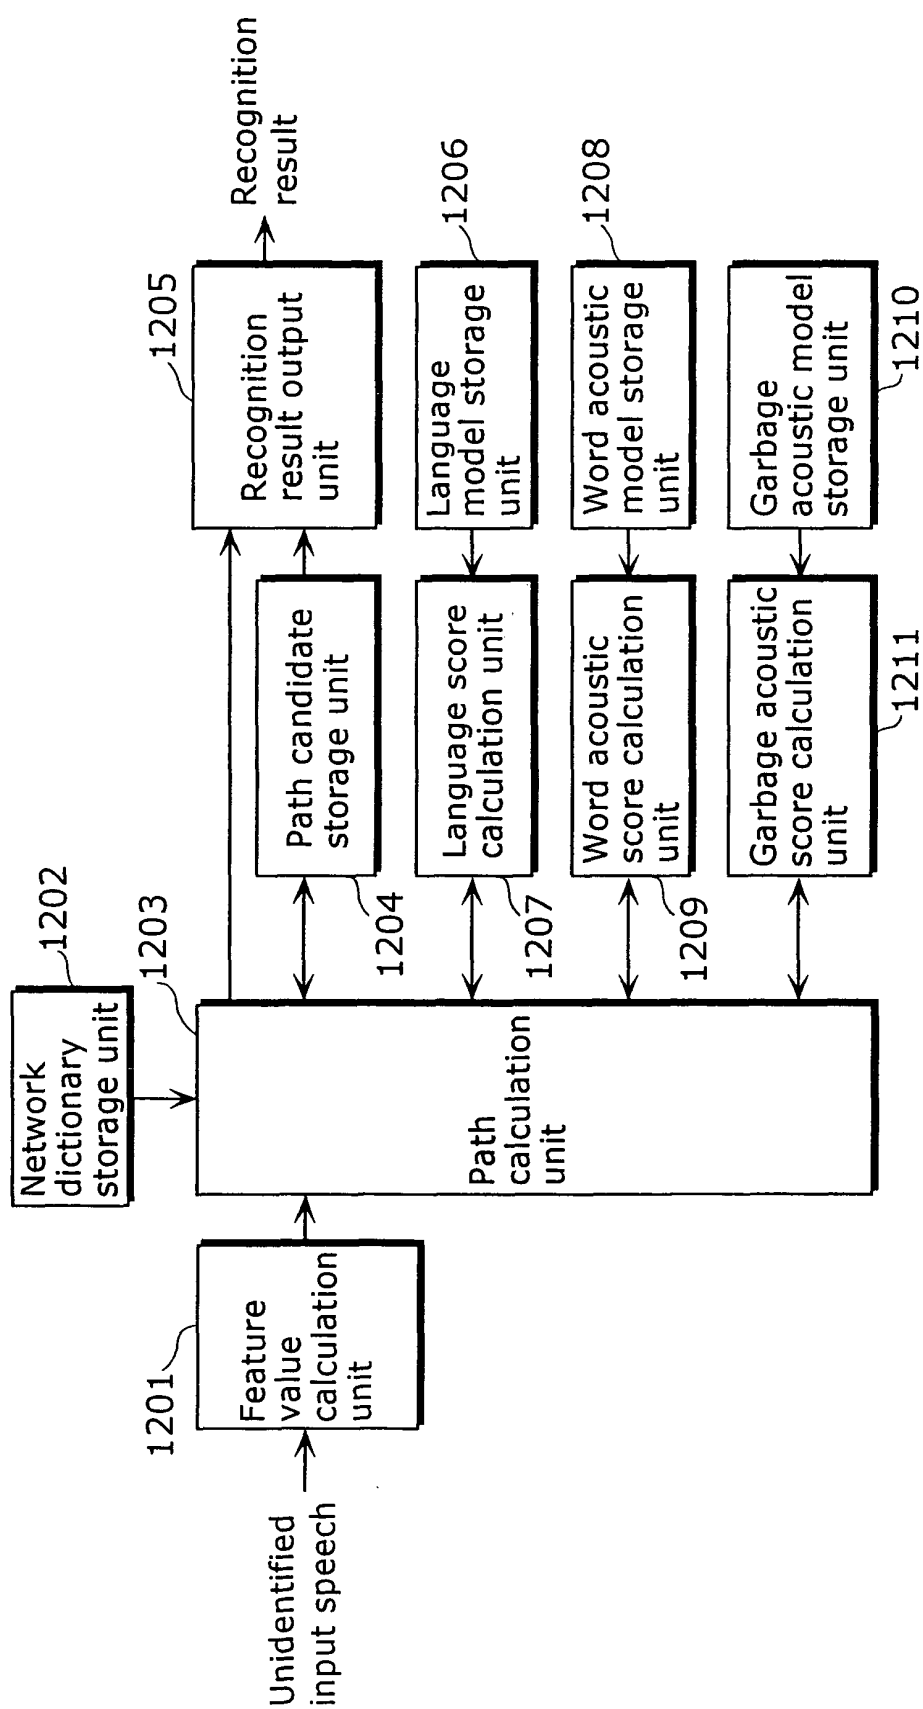 Unidentified
input speech
1201
Feature
value
calculation
unit
1202
Network
dictionary
storage unit
1203
Path
calculation
unit
1204
Path candidate
storage unit
1205
Recognition
result output
unit
Recognition
result
1206
Language
model storage
unit
1207
Language score
calculation unit
1208
Word acoustic
model storage
unit
1209
Word acoustic
score calculation
unit
1210
Garbage
acoustic model
storage unit
1211
Garbage acoustic
score calculation
unit